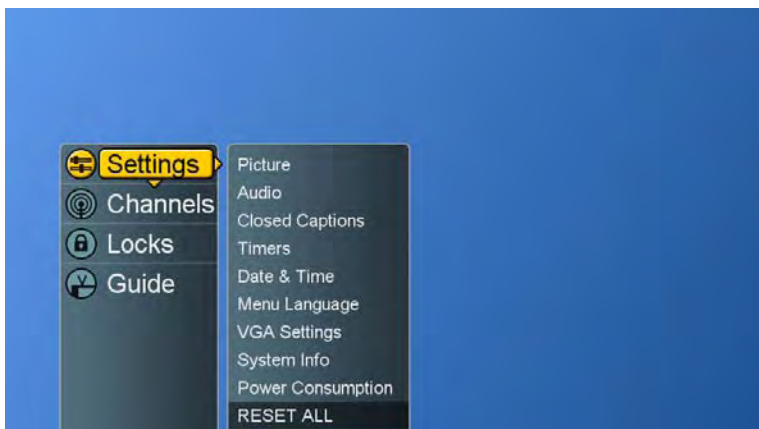 Settings
Channels
Locks
Guide
Picture
Audio
Closed Captions
Timers
Date & Time
Menu Language
VGA Settings
System Info
Power Consumption
RESET ALL